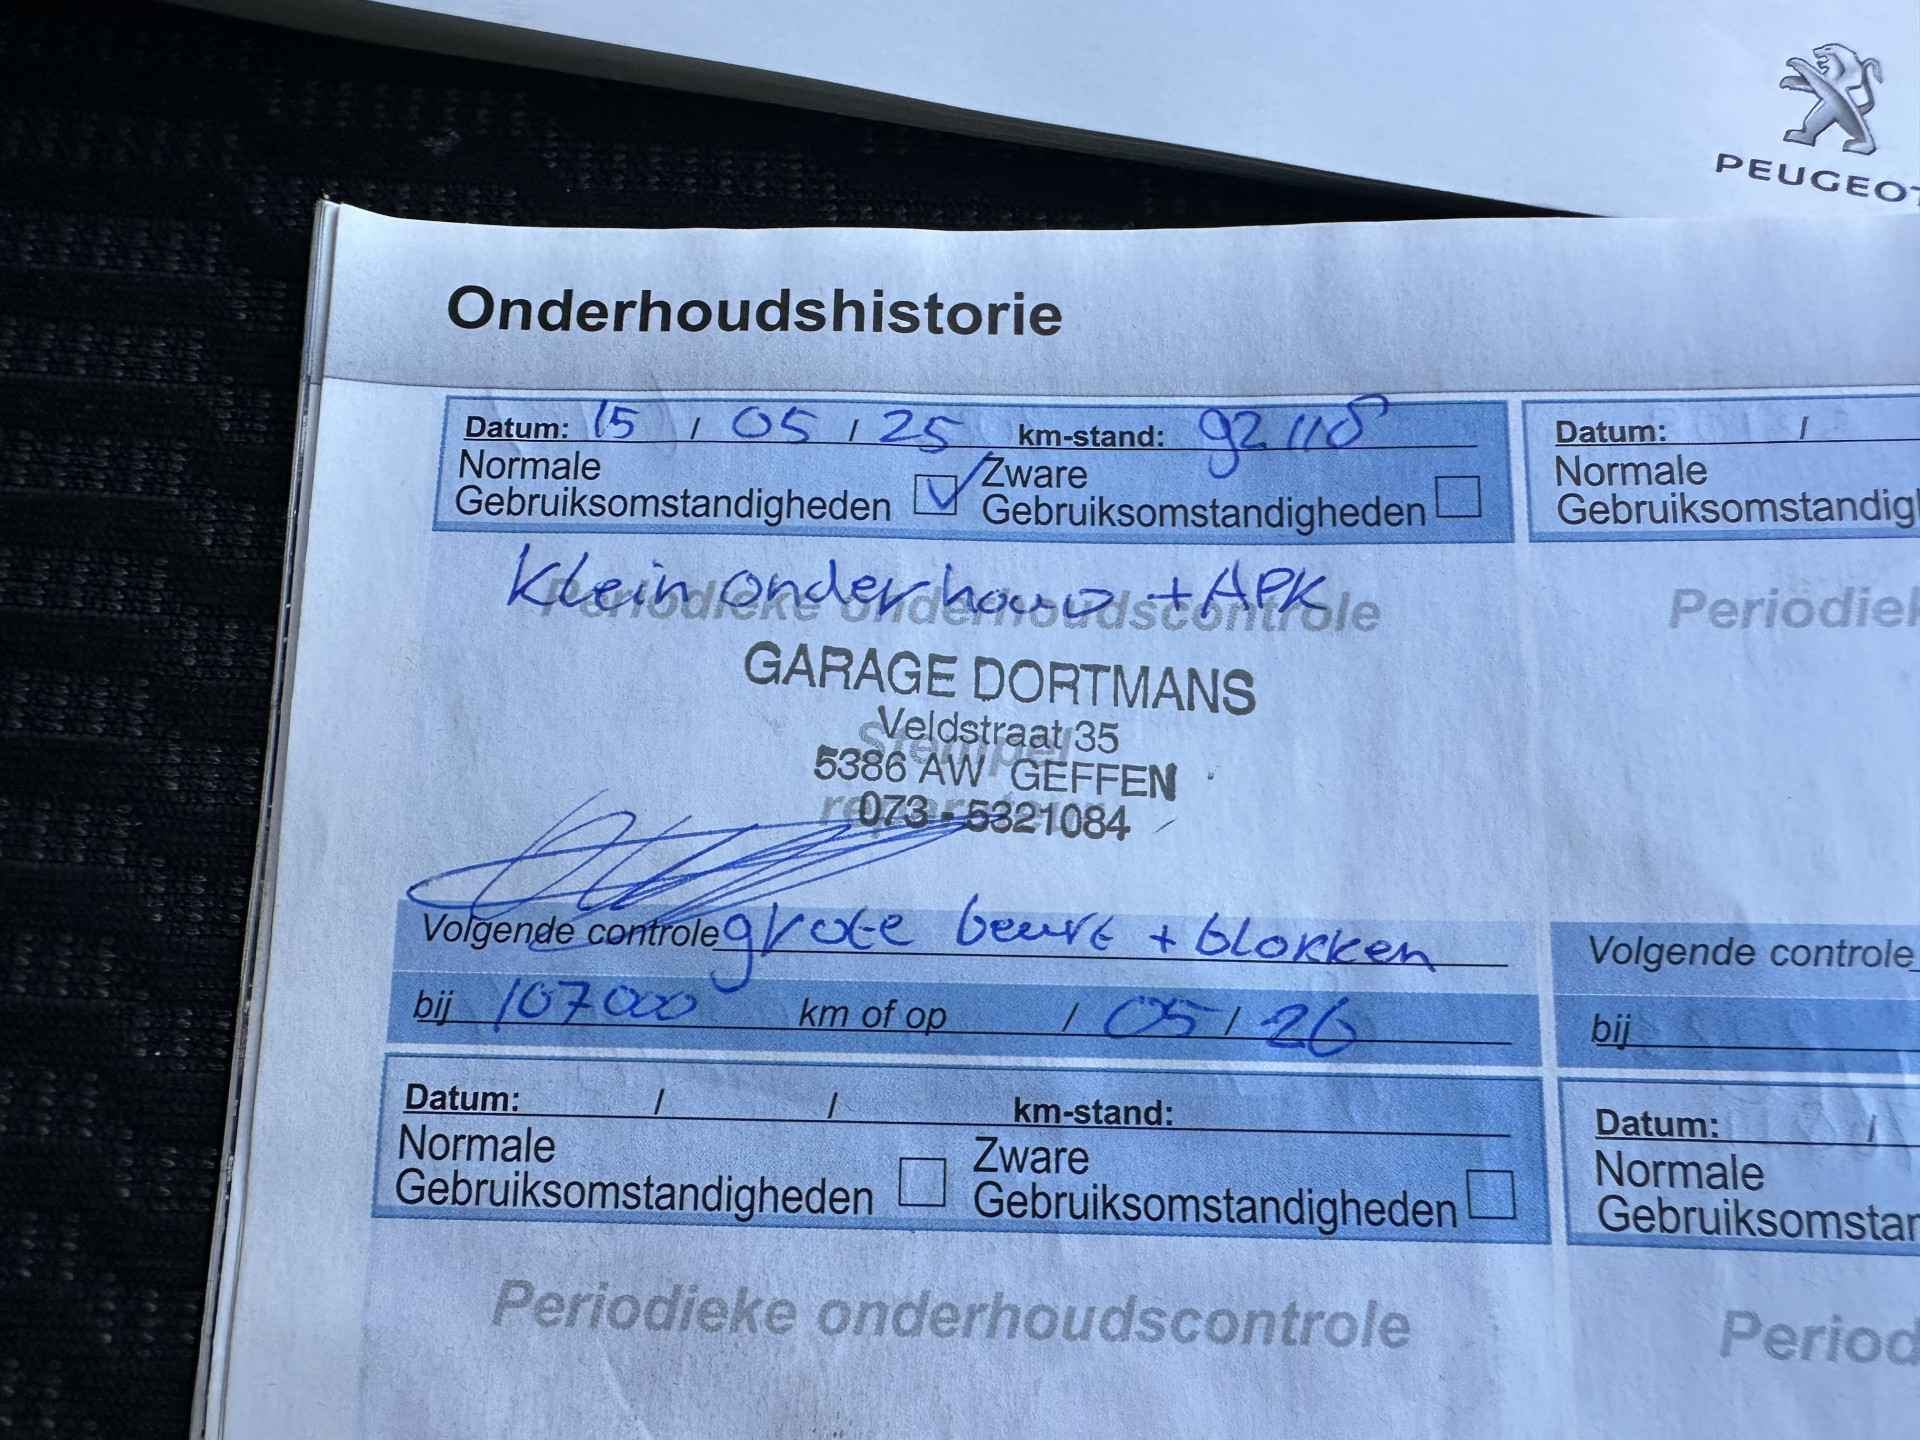 PEUGEOT
Onderhoudshistorie
Datum: 15 / 05 / 25 km-stand: 92118
Normale Gebruiksomstandigheden Zware Gebruiksomstandigheden
Klein onderhoud + APK
Periodieke onderhoudscontrole
GARAGE DORTMANS
Veldstraat 35
Stempel
5386 AW GEFFEN
073 - 5321084
Volgende controle grote beurt + blokken
bij 107000 km of op / 05 / 26
Datum: / / km-stand:
Normale Gebruiksomstandigheden Zware Gebruiksomstandigheden
Periodieke onderhoudscontrole
Datum: /
Normale
Gebruiksomstandig
Periodiek
Volgende controle
bij
Datum: /
Normale
Gebruiksomstan
Period